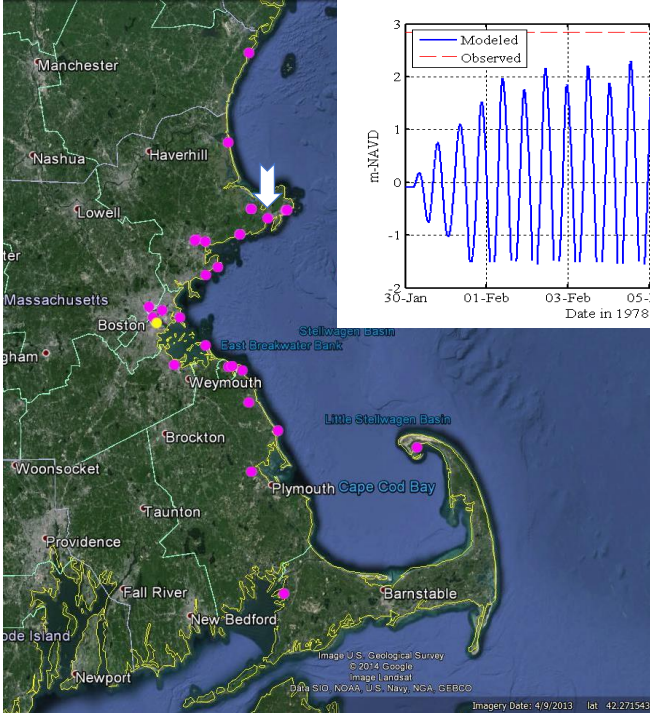 Manchester
Nashua
Haverhill
Lowell
ter
Massachusetts
Boston
Stellwagen Basin
East Breakwater Bank
gham
Weymouth
Little Stellwagen Basin
Brockton
Woonsocket
Plymouth
Cape Cod Bay
Taunton
Providence
Fall River
Barnstable
New Bedford
ode Island
Newport
Image U.S. Geological Survey
© 2014 Google
Image Landsat
Data SIO, NOAA, U.S. Navy, NGA, GEBCO
Imagery Date: 4/9/2013 lat 42.271543
3
Modeled
Observed
2
1
m-NAVD
0
-1
-2
30-Jan 01-Feb 03-Feb 05-
Date in 1978